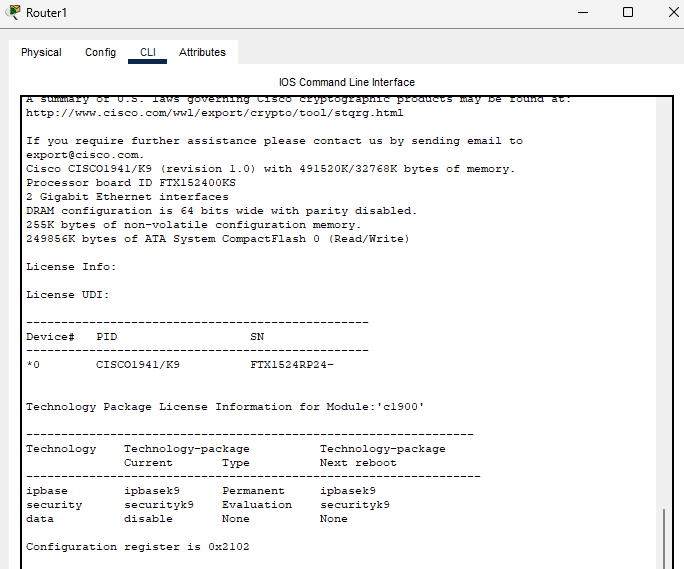 Router1
Physical Config CLI Attributes
IOS Command Line Interface
A summary of U.S. laws governing Cisco cryptographic products may be found at:
http://www.cisco.com/wwl/export/crypto/tool/stqrg.html
If you require further assistance please contact us by sending email to
export@cisco.com.
Cisco CISCO1941/K9 (revision 1.0) with 491520K/32768K bytes of memory.
Processor board ID FTX152400KS
2 Gigabit Ethernet interfaces
DRAM configuration is 64 bits wide with parity disabled.
255K bytes of non-volatile configuration memory.
249856K bytes of ATA System CompactFlash 0 (Read/Write)
License Info:
License UDI:
-------------------------------------------------
Device# PID SN
-------------------------------------------------
*0 CISCO1941/K9 FTX1524RP24-
Technology Package License Information for Module:'c1900'
----------------------------------------------------------------
Technology Technology-package Technology-package
Current Type Next reboot
-----------------------------------------------------------------
ipbase ipbasek9 Permanent ipbasek9
security securityk9 Evaluation securityk9
data disable None None
Configuration register is 0x2102